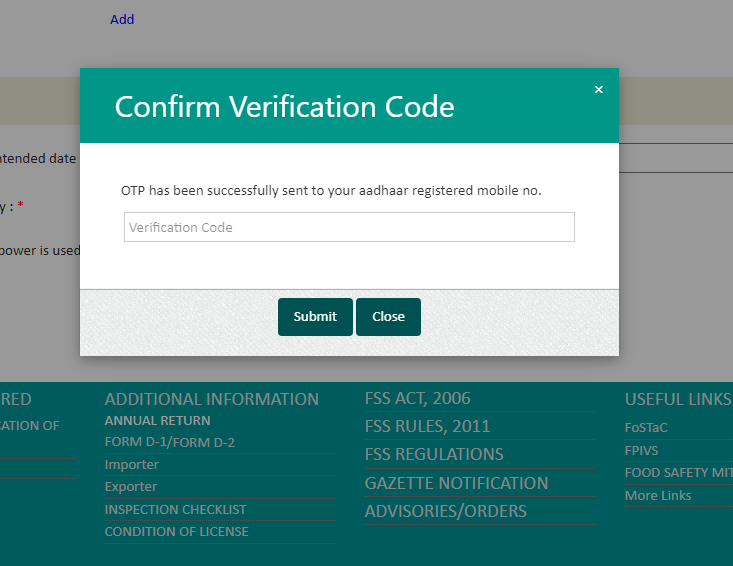 Add
Confirm Verification Code
×
ntended date
OTP has been successfully sent to your aadhaar registered mobile no.
y : *
Verification Code
power is used
Submit
Close
RED
CATION OF
ADDITIONAL INFORMATION
ANNUAL RETURN
FORM D-1/FORM D-2
Importer
Exporter
INSPECTION CHECKLIST
CONDITION OF LICENSE
FSS ACT, 2006
FSS RULES, 2011
FSS REGULATIONS
GAZETTE NOTIFICATION
ADVISORIES/ORDERS
USEFUL LINKS
FoSTaC
FPIVS
FOOD SAFETY MIT
More Links